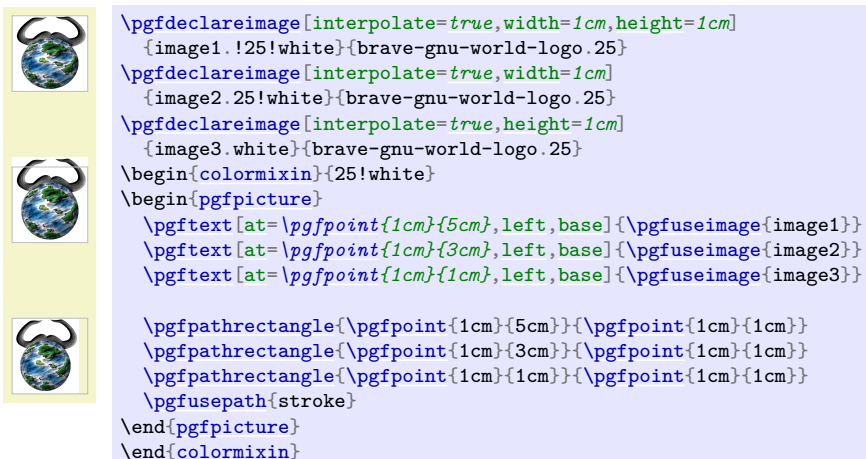 \pgfdeclareimage[interpolate=true,width=1cm,height=1cm]
  {image1.!25!white}{brave-gnu-world-logo.25}
\pgfdeclareimage[interpolate=true,width=1cm]
  {image2.25!white}{brave-gnu-world-logo.25}
\pgfdeclareimage[interpolate=true,height=1cm]
  {image3.white}{brave-gnu-world-logo.25}
\begin{colormixin}{25!white}
\begin{pgfpicture}
  \pgftext[at=\pgfpoint{1cm}{5cm},left,base]{\pgfuseimage{image1}}
  \pgftext[at=\pgfpoint{1cm}{3cm},left,base]{\pgfuseimage{image2}}
  \pgftext[at=\pgfpoint{1cm}{1cm},left,base]{\pgfuseimage{image3}}

  \pgfpathrectangle{\pgfpoint{1cm}{5cm}}{\pgfpoint{1cm}{1cm}}
  \pgfpathrectangle{\pgfpoint{1cm}{3cm}}{\pgfpoint{1cm}{1cm}}
  \pgfpathrectangle{\pgfpoint{1cm}{1cm}}{\pgfpoint{1cm}{1cm}}
  \pgfusepath{stroke}
\end{pgfpicture}
\end{colormixin}